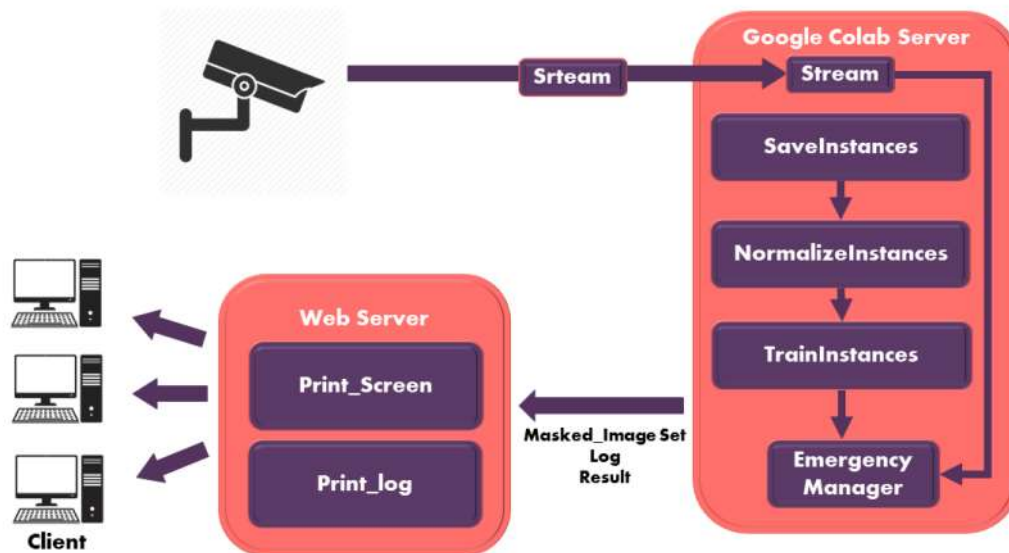 Google Colab Server
Srteam
Stream
SaveInstances
NormalizeInstances
TrainInstances
Emergency
Manager
Masked_Image Set
Log
Result
Web Server
Print_Screen
Print_log
Client